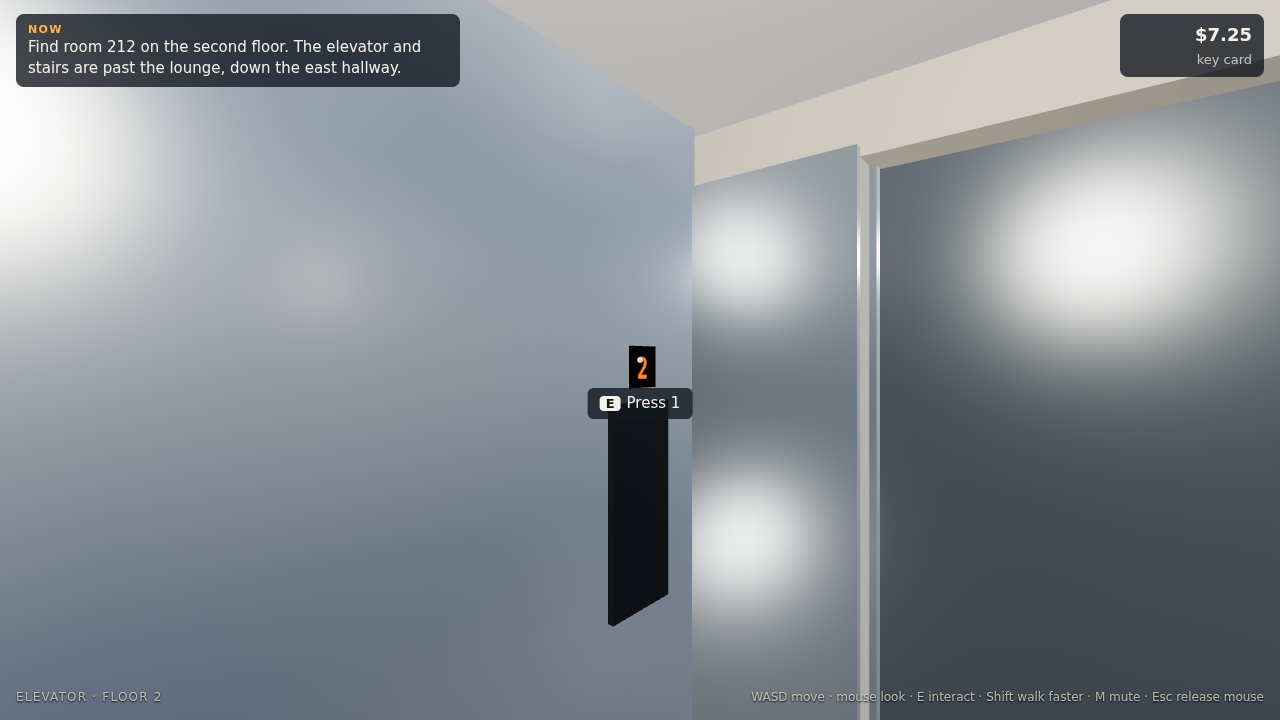 NOW
Find room 212 on the second floor. The elevator and
stairs are past the lounge, down the east hallway.
$7.25
key card
2
E Press 1
ELEVATOR · FLOOR 2
WASD move · mouse look · E interact · Shift walk faster · M mute · Esc release mouse